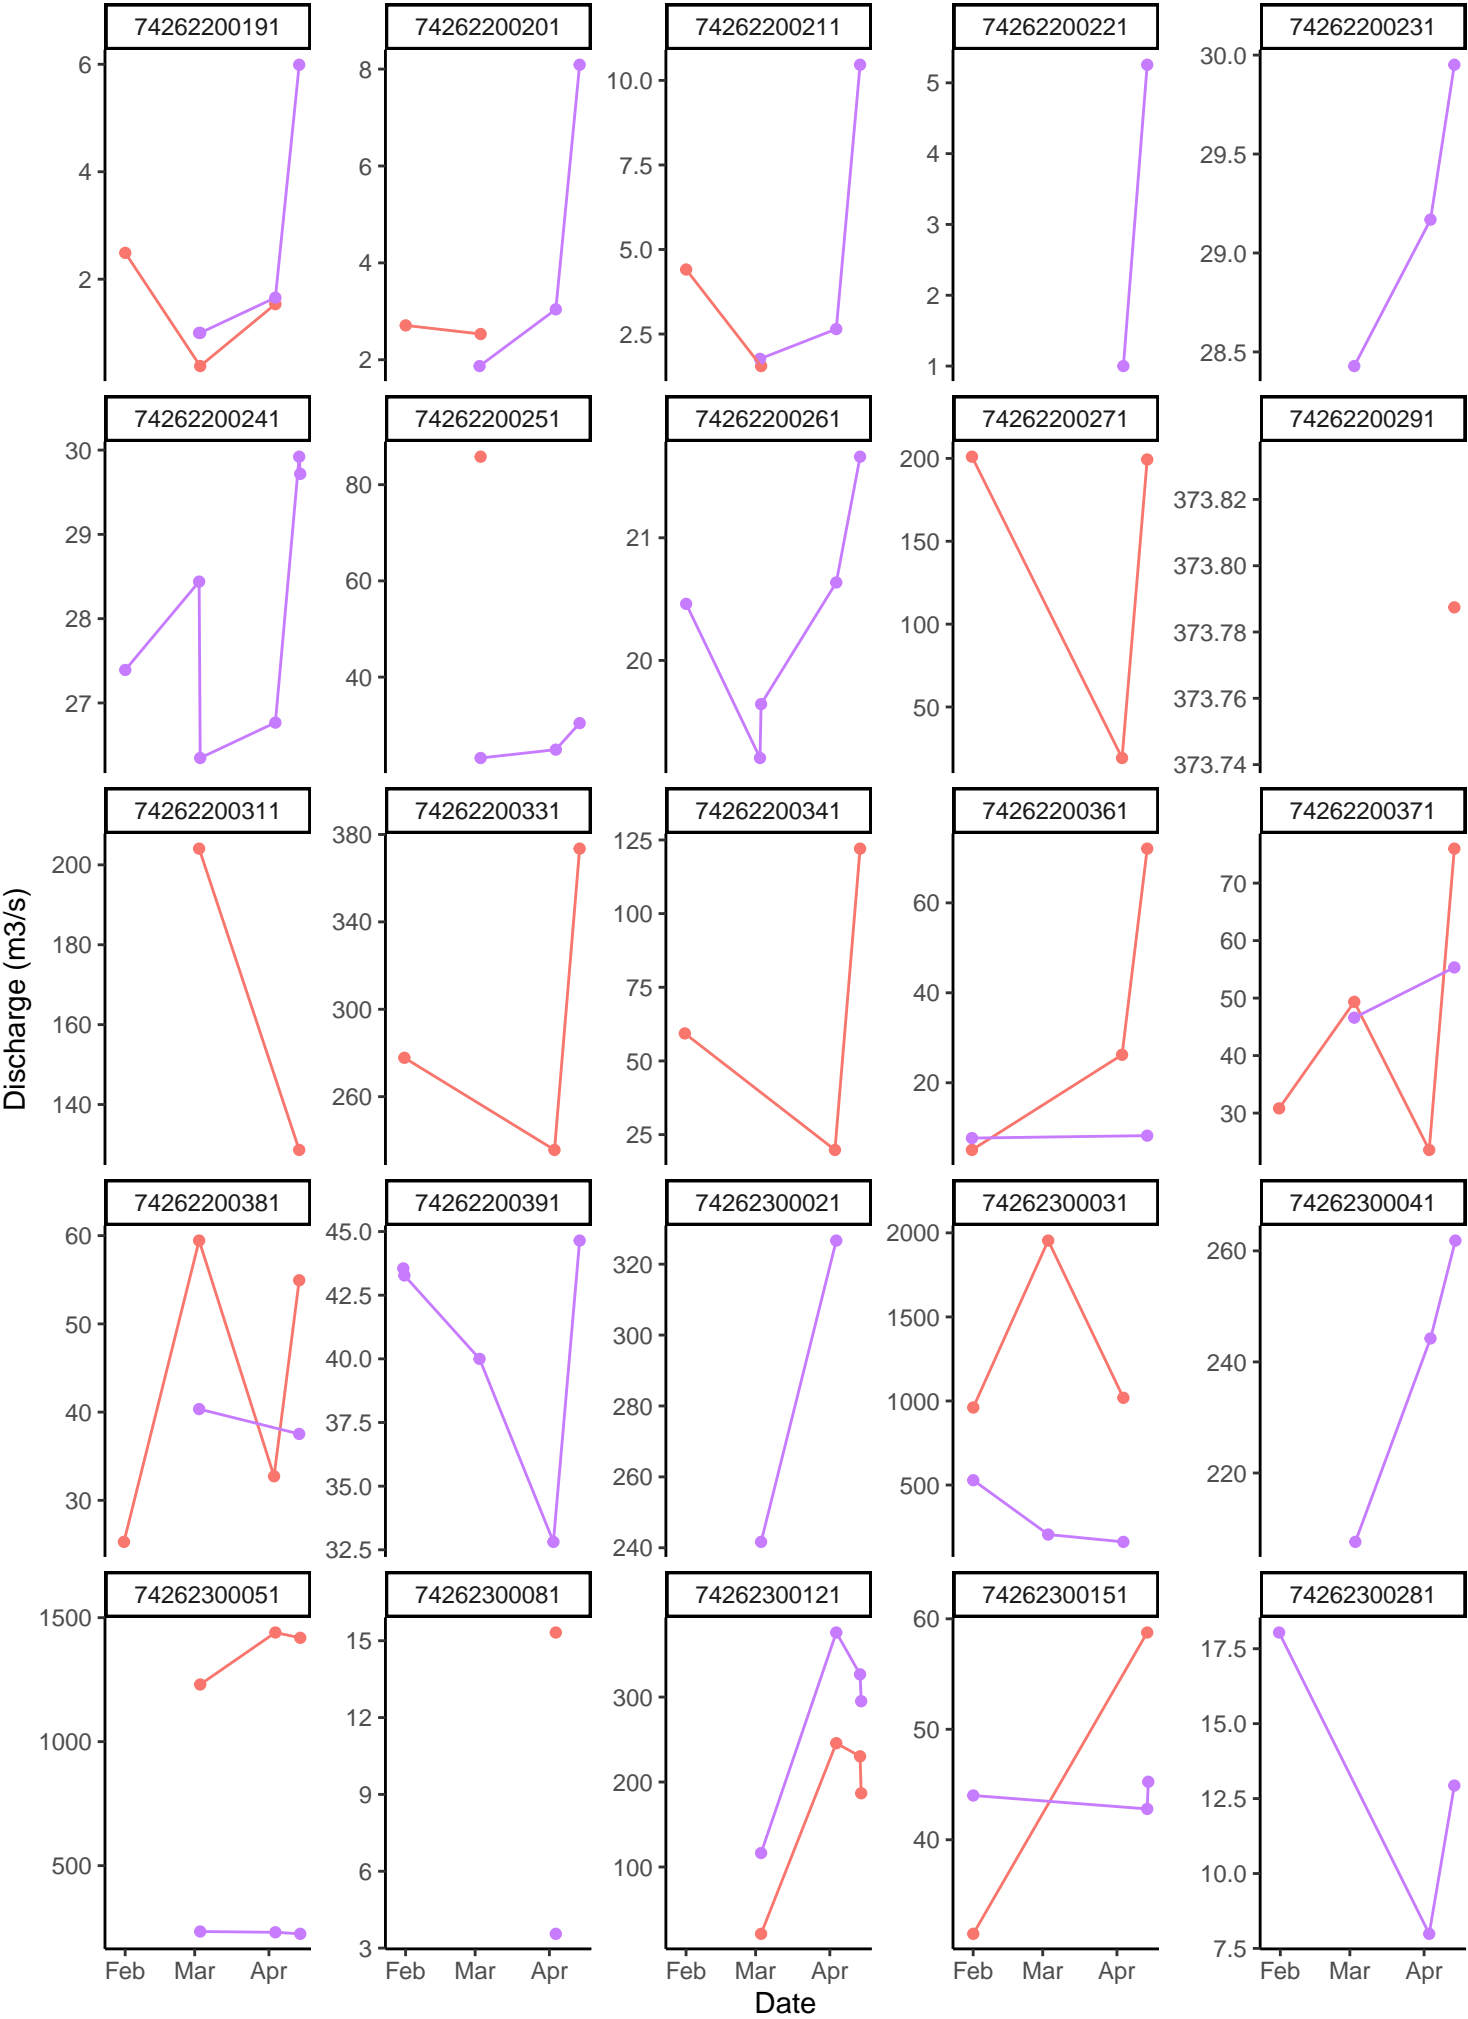 74262200191 74262200201 74262200211 74262200221 74262200231
6 4 2
8 6 4 2
10.0 7.5 5.0 2.5
5 4 3 2 1
30.0 29.5 29.0 28.5
74262200241 74262200251 74262200261 74262200271 74262200291
30 29 28 27
80 60 40
21 20
200 150 100 50
373.82 373.80 373.78 373.76 373.74
74262200311 74262200331 74262200341 74262200361 74262200371
200 180 160 140
380 340 300 260
125 100 75 50 25
60 40 20
70 60 50 40 30
Discharge (m3/s)
74262200381 74262200391 74262300021 74262300031 74262300041
60 50 40 30
45.0 42.5 40.0 37.5 35.0 32.5
320 300 280 260 240
2000 1500 1000 500
260 240 220
74262300051 74262300081 74262300121 74262300151 74262300281
1500 1000 500
15 12 9 6 3
300 200 100
60 50 40
17.5 15.0 12.5 10.0 7.5
Feb Mar Apr Feb Mar Apr Feb Mar Apr Feb Mar Apr Feb Mar Apr
Date